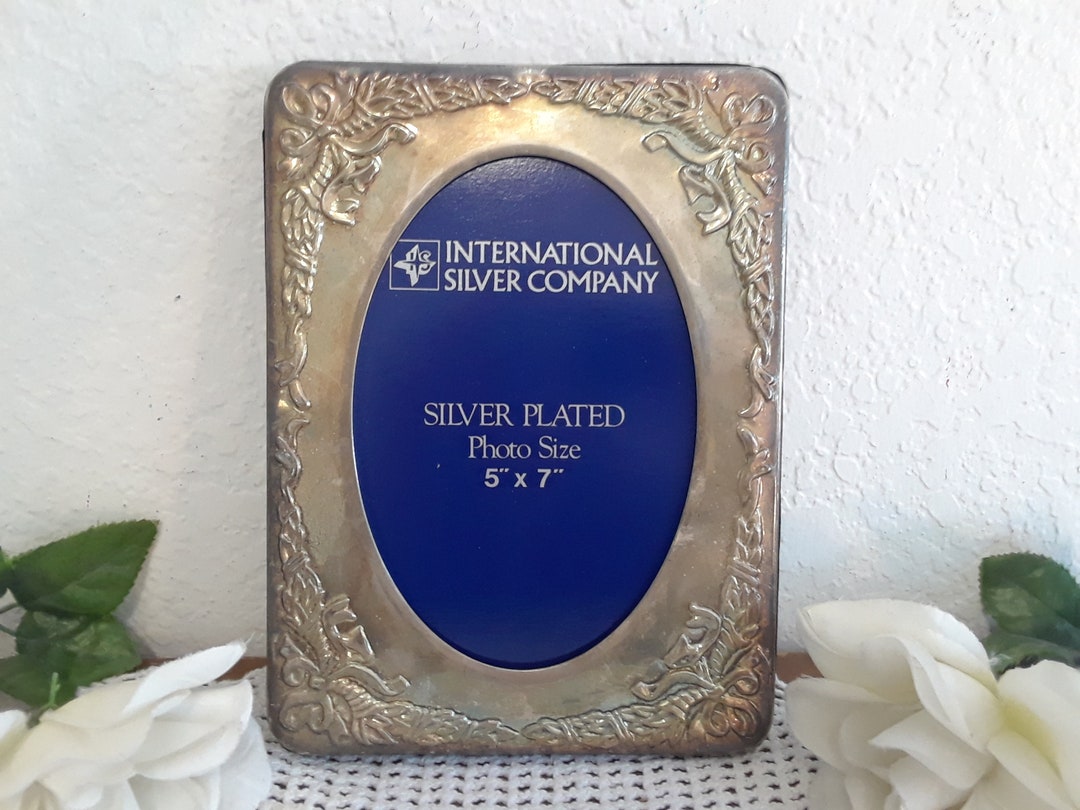 INTERNATIONAL
SILVER COMPANY
SILVER PLATED
Photo Size
5" x 7"